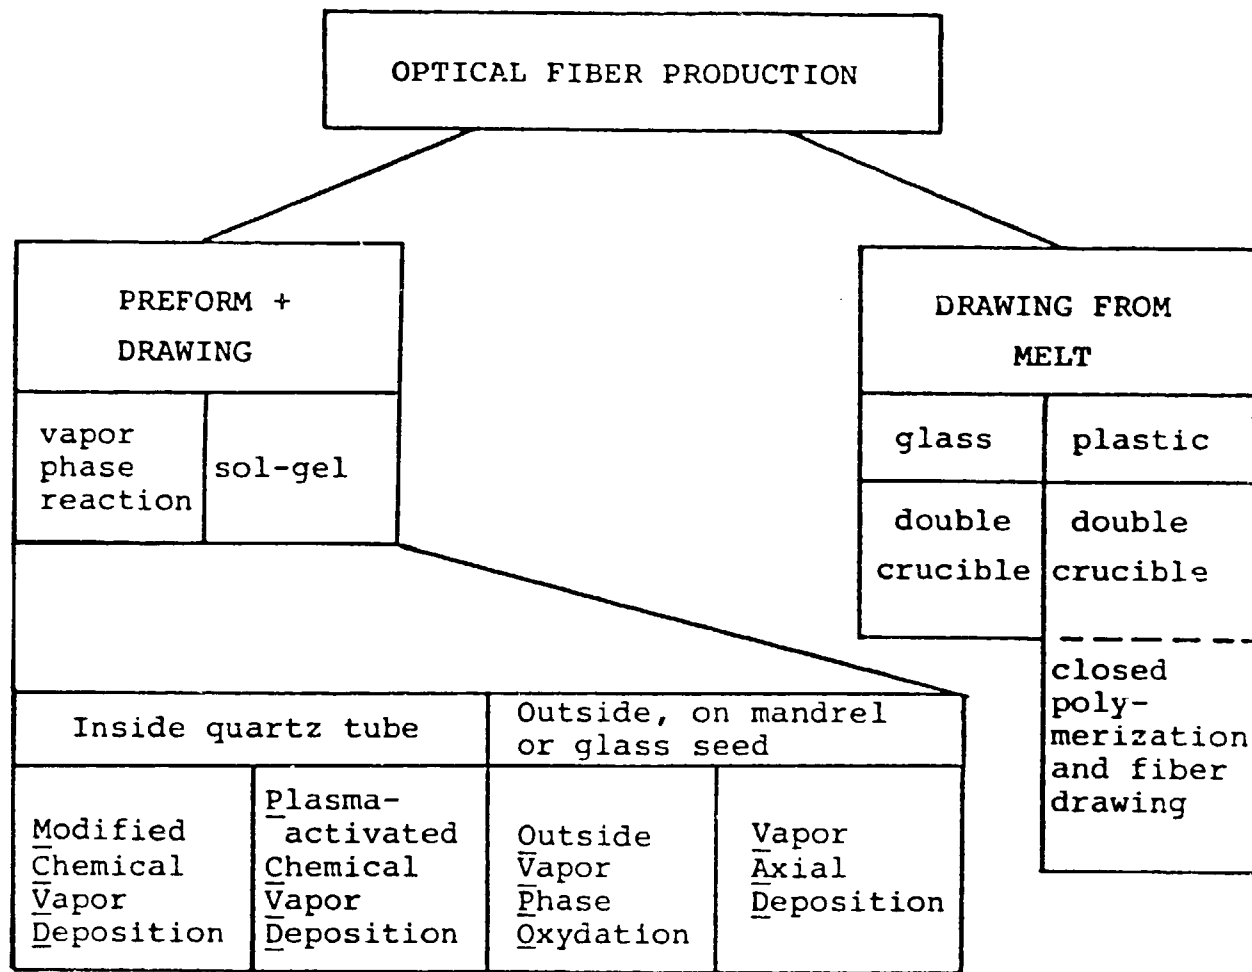 OPTICAL FIBER PRODUCTION
PREFORM +
DRAWING
vapor
phase
reaction
sol-gel
DRAWING FROM
MELT
glass
plastic
double
crucible
double
crucible
closed
poly-
merization
and fiber
drawing
Inside quartz tube
Outside, on mandrel
or glass seed
Modified
Chemical
Vapor
Deposition
Plasma-
activated
Chemical
Vapor
Deposition
Outside
Vapor
Phase
Oxydation
Vapor
Axial
Deposition